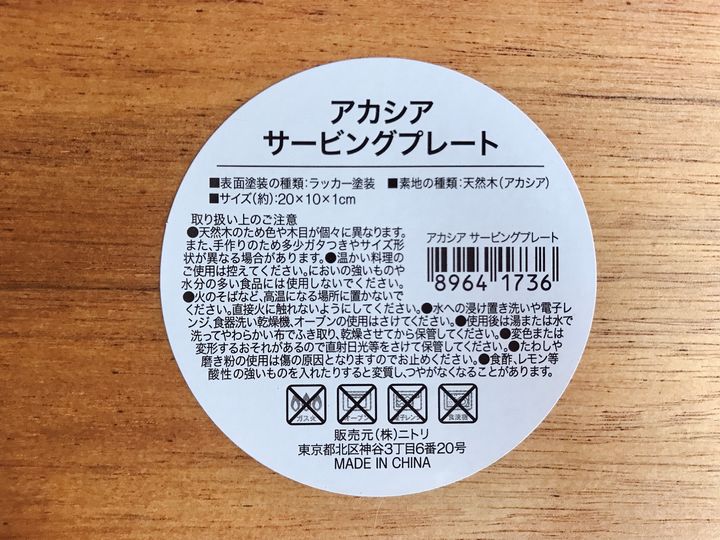 アカシア
サービングプレート
■表面塗装の種類:ラッカー塗装 ■素地の種類:天然木(アカシア)
■サイズ(約):20×10×1cm
取り扱い上のご注意
●天然木のため色や木目が個々に異なります。
また、手作りのため多少ガタつきやサイズ形
状が異なる場合があります。●温かい料理の
ご使用は控えてください。においの強いものや
水分の多い食品には使用しないでください。
●火のそばなど、高温になる場所に置かないで
ください。直接火に触れないようにしてください。●水への浸け置き洗いや電子レ
ンジ、食器洗い乾燥機、オーブンの使用はさけてください。●使用後は湯または水で
洗ってやわらかい布でふき取り、乾燥させてから保管してください。●変色または
変形するおそれがあるので直射日光等をさけて保管してください。●たわしや
磨き粉の使用は傷の原因となりますのでお止めください。●食酢、レモン等
酸性の強いものを入れたりすると変質し、つやがなくなることがあります。
アカシア サービングプレート
8964 1736
ガス火 オーブン 電子レンジ 食洗機
販売元(株)ニトリ
東京都北区神谷3丁目6番20号
MADE IN CHINA